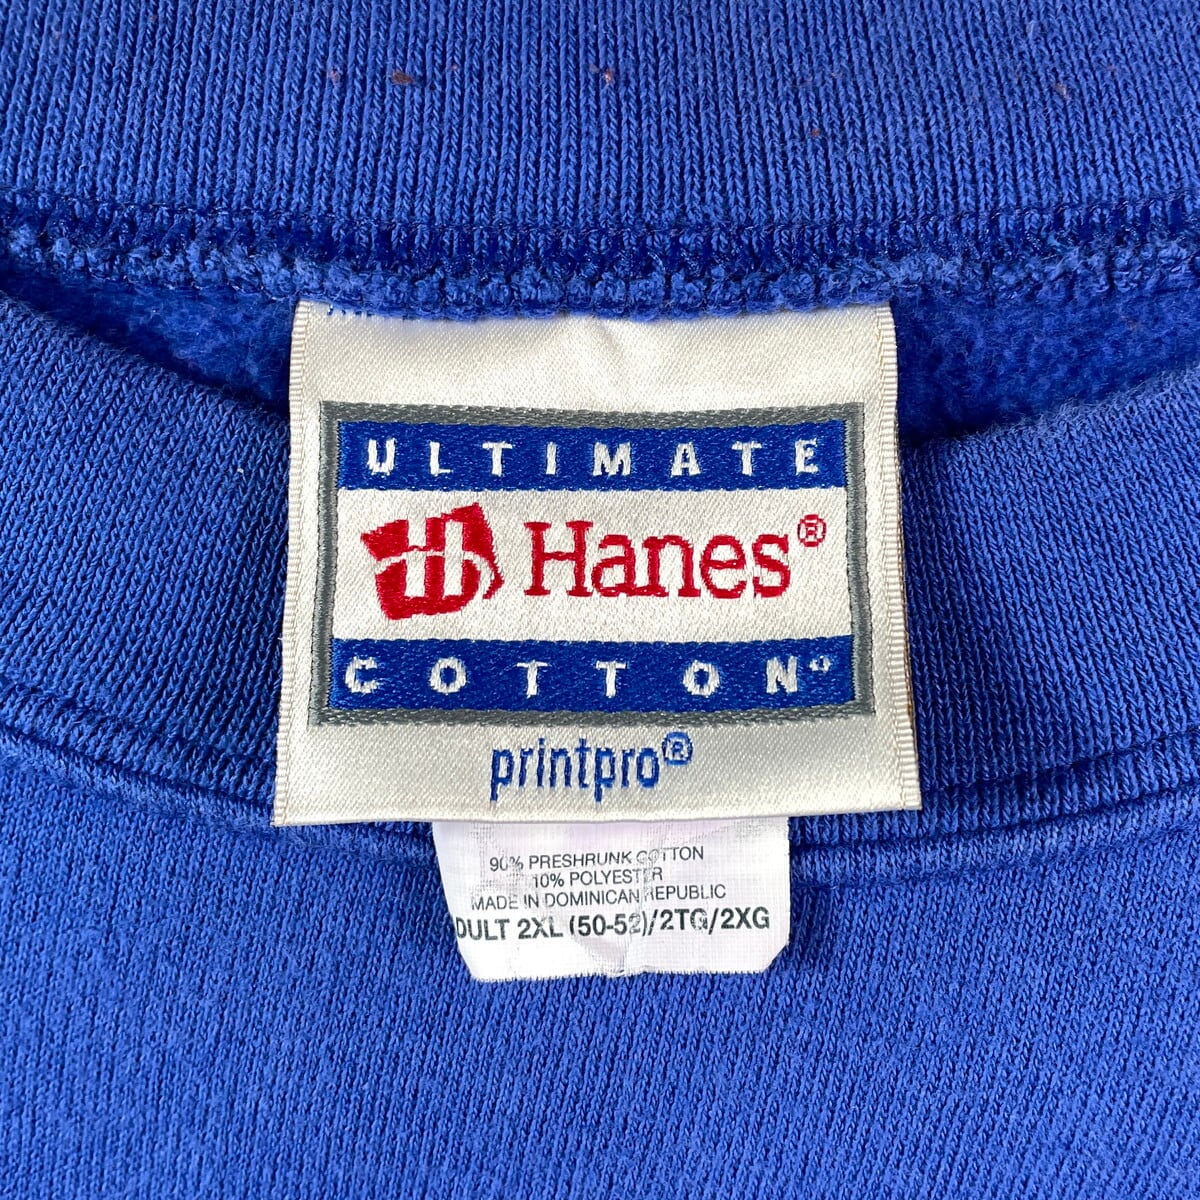 ULTIMATE
Hanes®
COTTON
printpro®
90% PRESHRUNK COTTON
10% POLYESTER
MADE IN DOMINICAN REPUBLIC
DULT 2XL (50-52)/2TG/2XG